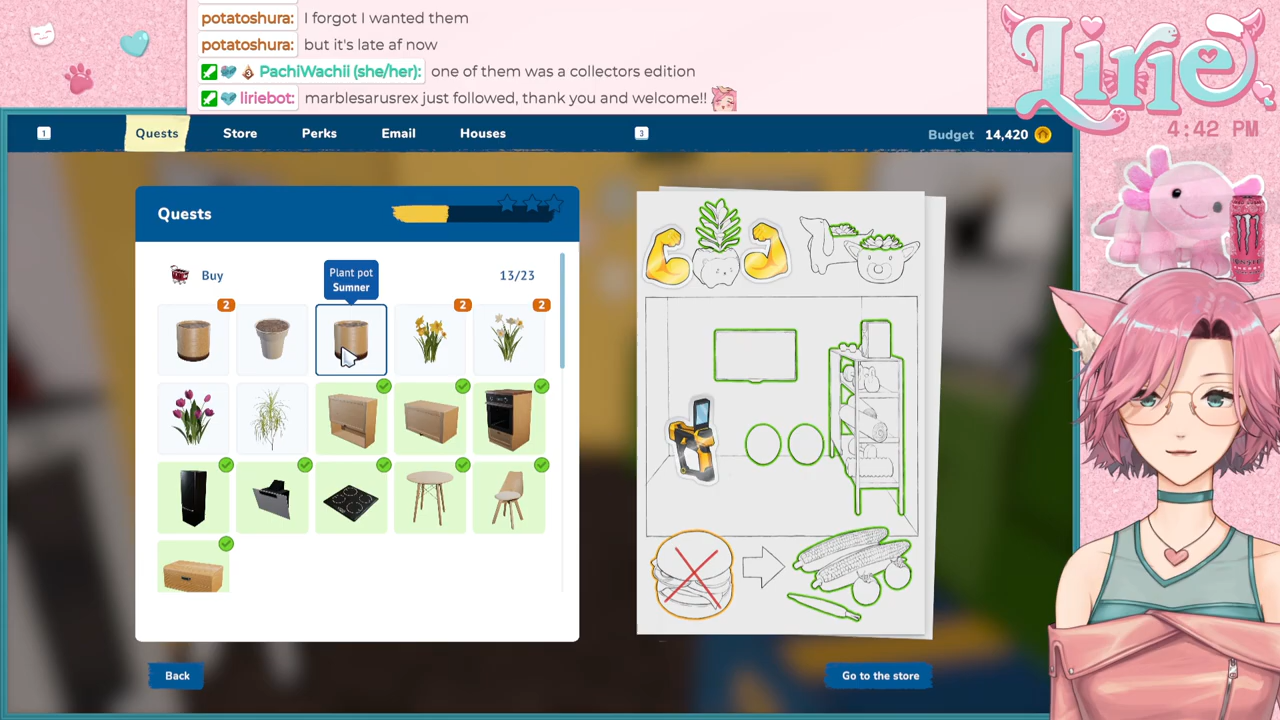 potatoshura: I forgot I wanted them
potatoshura: but it's late af now
3 PachiWachii (she/her): one of them was a collectors edition
liriebot: marblesarusrex just followed, thank you and welcome!!
Lirie
4:42 PM
1 Quests Store Perks Email Houses 3 Budget 14,420
Quests
Buy 13/23
Plant pot
Sumner
2 2 2
Back
Go to the store